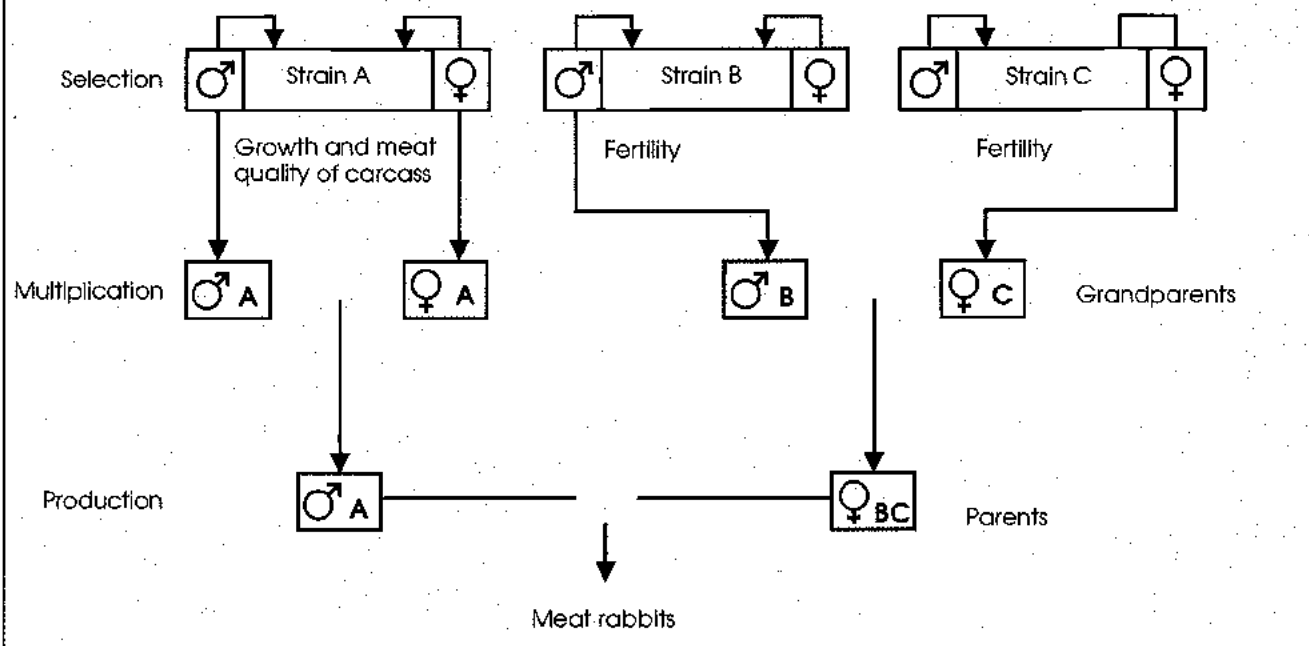 Selection
♂ Strain A ♀
♂ Strain B ♀
♂ Strain C ♀
Growth and meat
quality of carcass
Fertility
Fertility
Multiplication
♂ A
♀ A
♂ B
♀ C
Grandparents
Production
♂ A
♀ BC
Parents
Meat rabbits